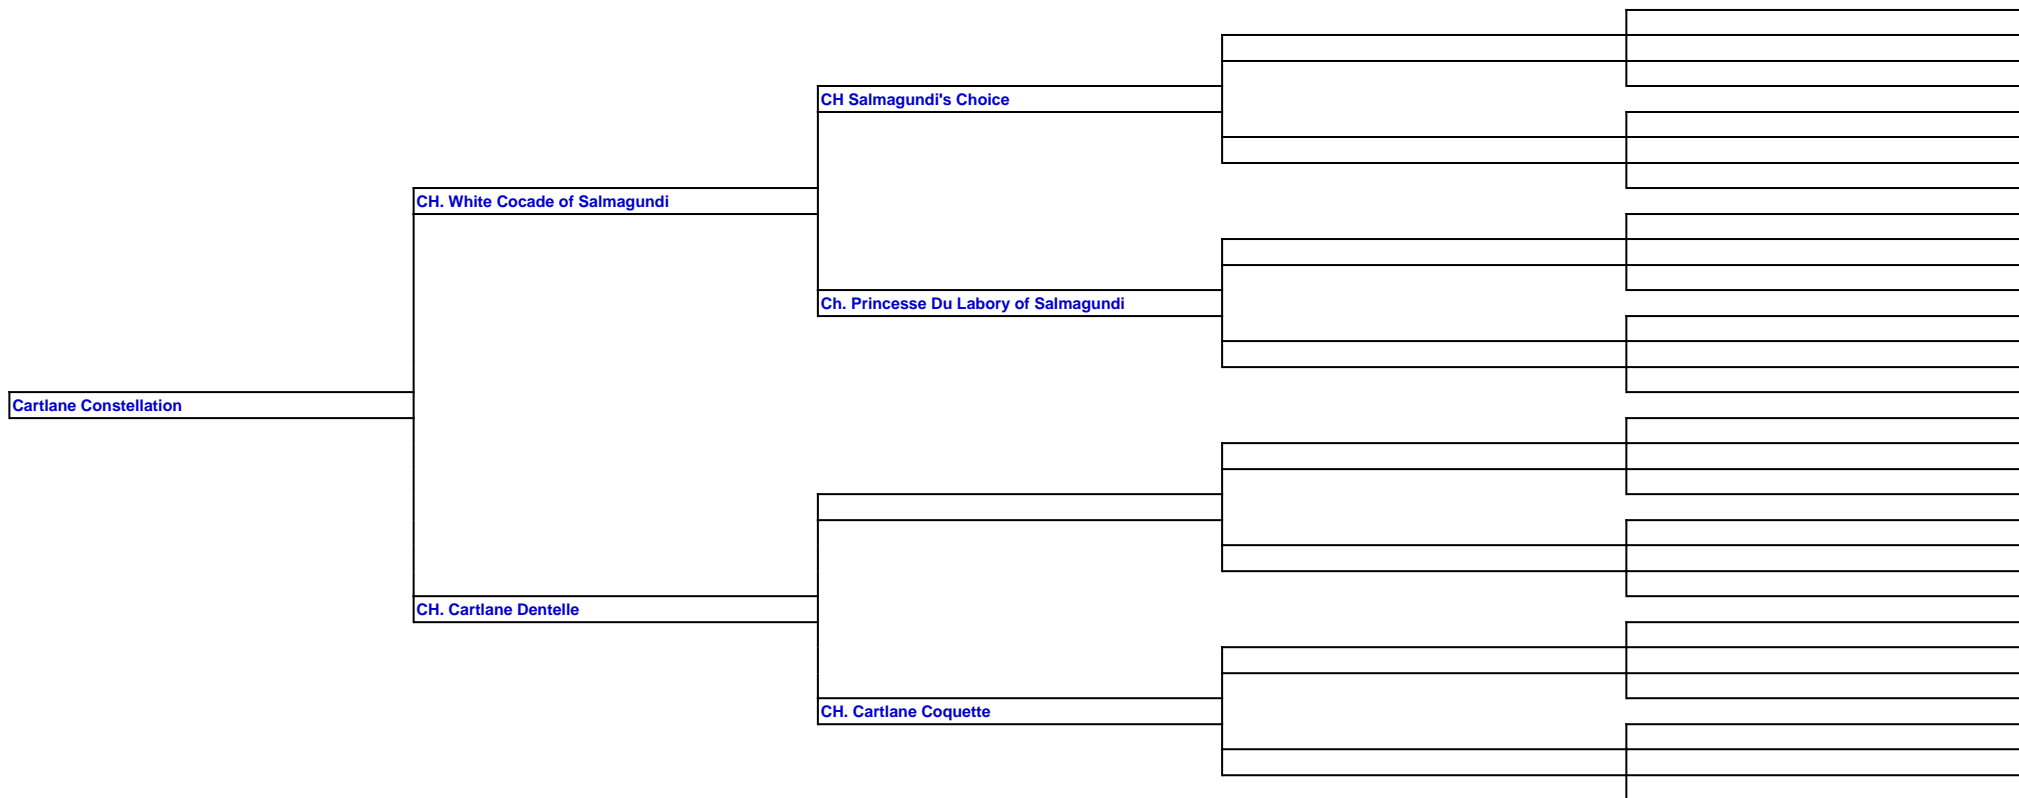 CH Salmagundi's Choice
CH. White Cocade of Salmagundi
Ch. Princesse Du Labory of Salmagundi
Cartlane Constellation
CH. Cartlane Dentelle
CH. Cartlane Coquette